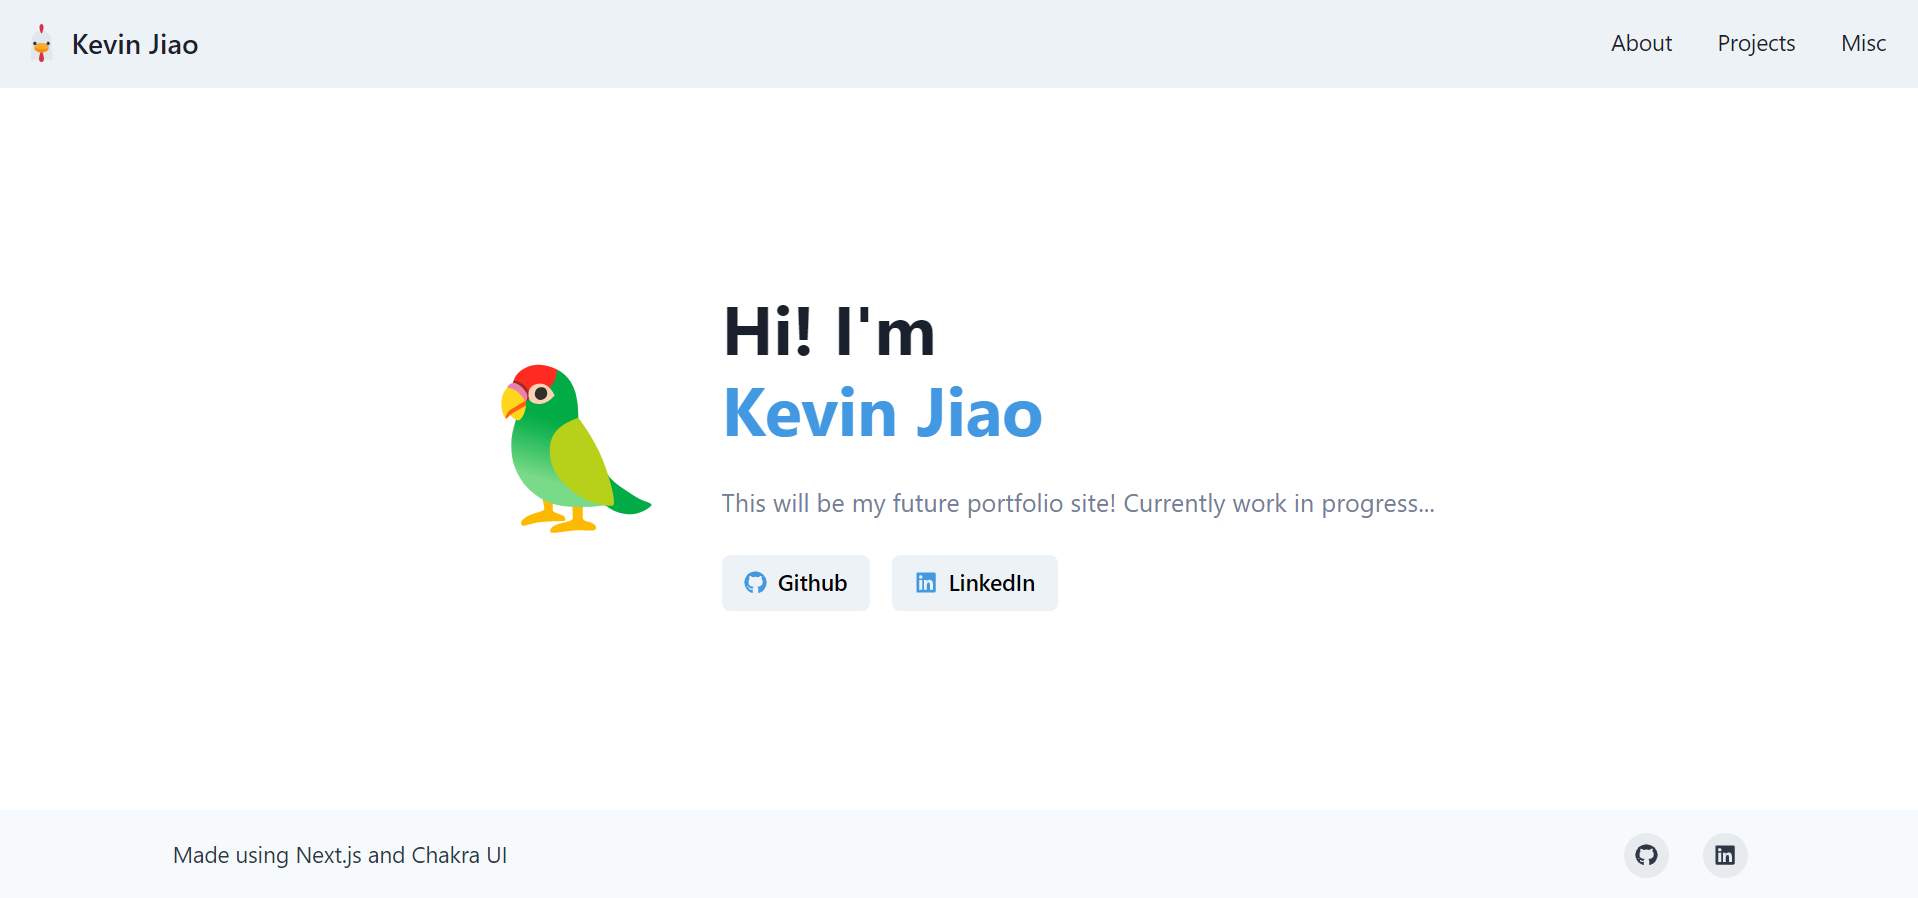 Kevin Jiao
About
Projects
Misc
Hi! I'm
Kevin Jiao
This will be my future portfolio site! Currently work in progress...
Github
LinkedIn
Made using Next.js and Chakra UI